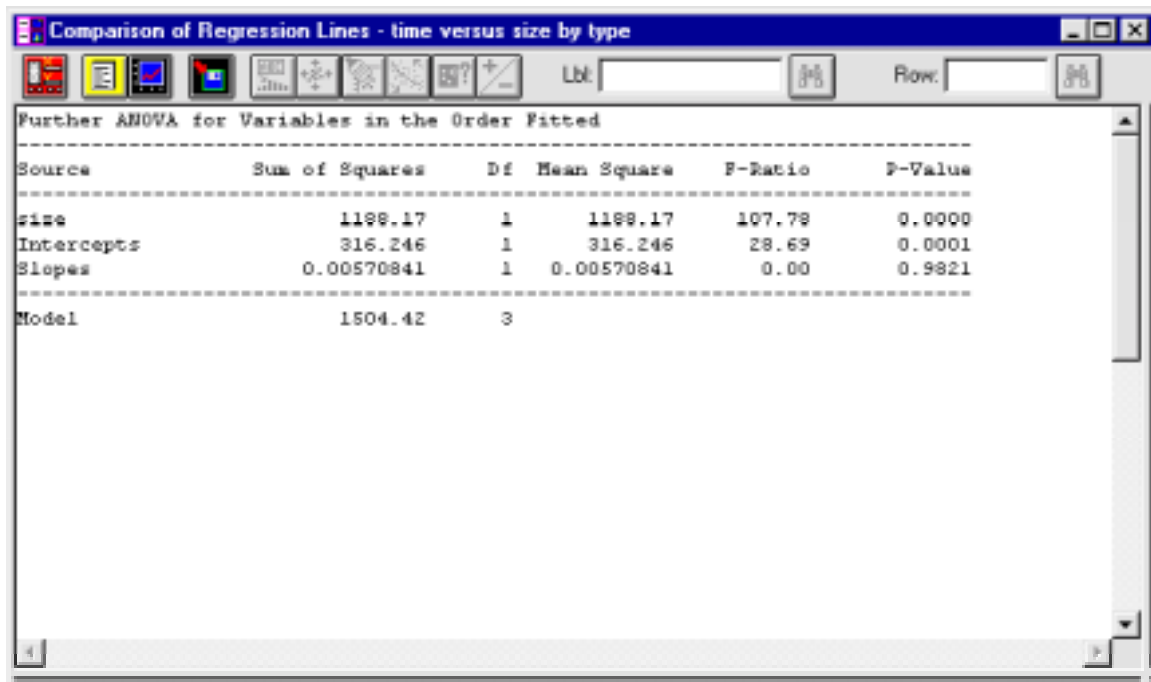 Comparison of Regression Lines - time versus size by type
Lbl: Row:
Further ANOVA for Variables in the Order Fitted
Source Sum of Squares Df Mean Square F-Ratio P-Value
size 1188.17 1 1188.17 107.78 0.0000
Intercepts 316.246 1 316.246 28.69 0.0001
Slopes 0.00570841 1 0.00570841 0.00 0.9821
Model 1504.42 3